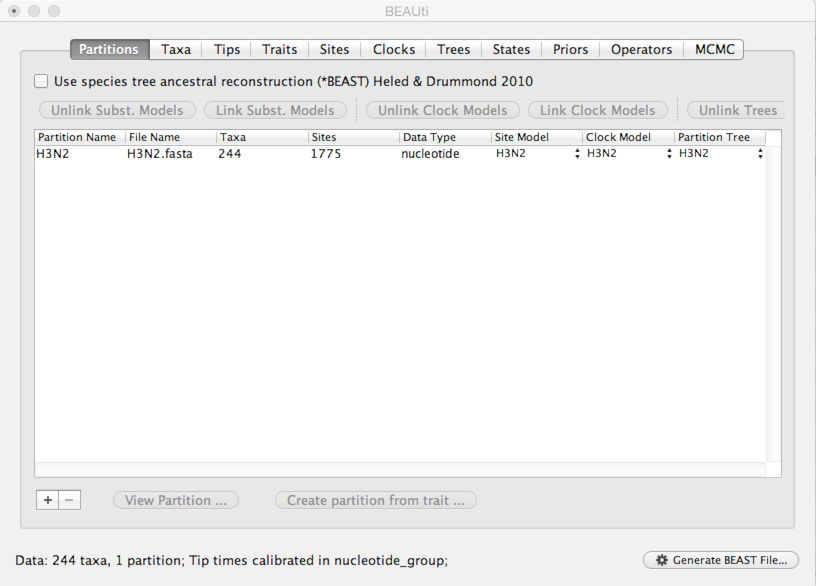 BEAUti
Partitions Taxa Tips Traits Sites Clocks Trees States Priors Operators MCMC
Use species tree ancestral reconstruction (*BEAST) Heled & Drummond 2010
Unlink Subst. Models Link Subst. Models Unlink Clock Models Link Clock Models Unlink Trees
Partition Name File Name Taxa Sites Data Type Site Model Clock Model Partition Tree
H3N2 H3N2.fasta 244 1775 nucleotide H3N2 H3N2 H3N2
+ − View Partition ... Create partition from trait ...
Data: 244 taxa, 1 partition; Tip times calibrated in nucleotide_group; Generate BEAST File...